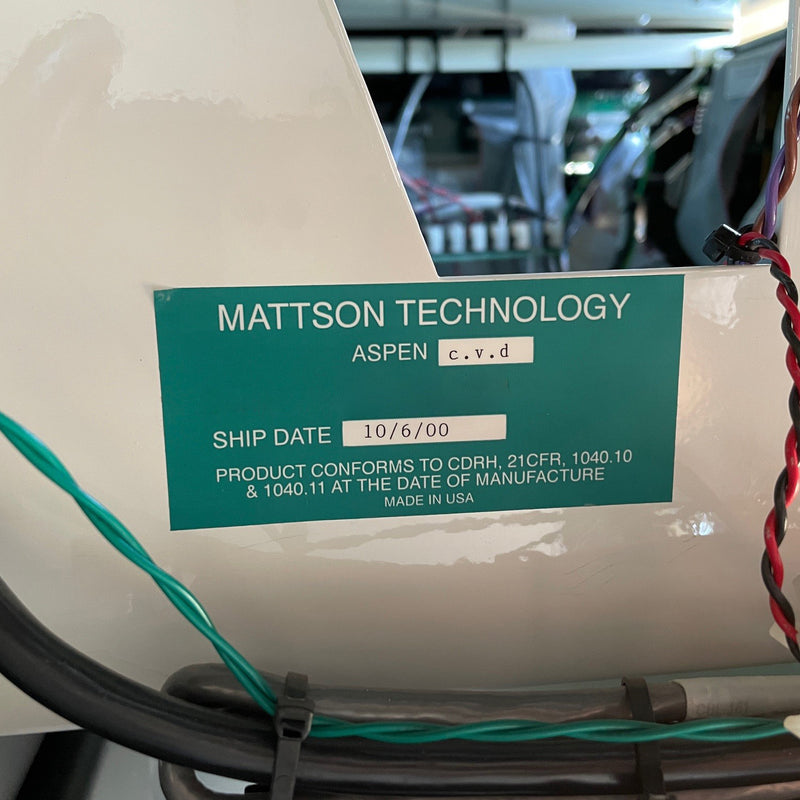 MATTSON TECHNOLOGY
ASPEN c.v.d
SHIP DATE 10/6/00
PRODUCT CONFORMS TO CDRH, 21CFR, 1040.10
& 1040.11 AT THE DATE OF MANUFACTURE
MADE IN USA